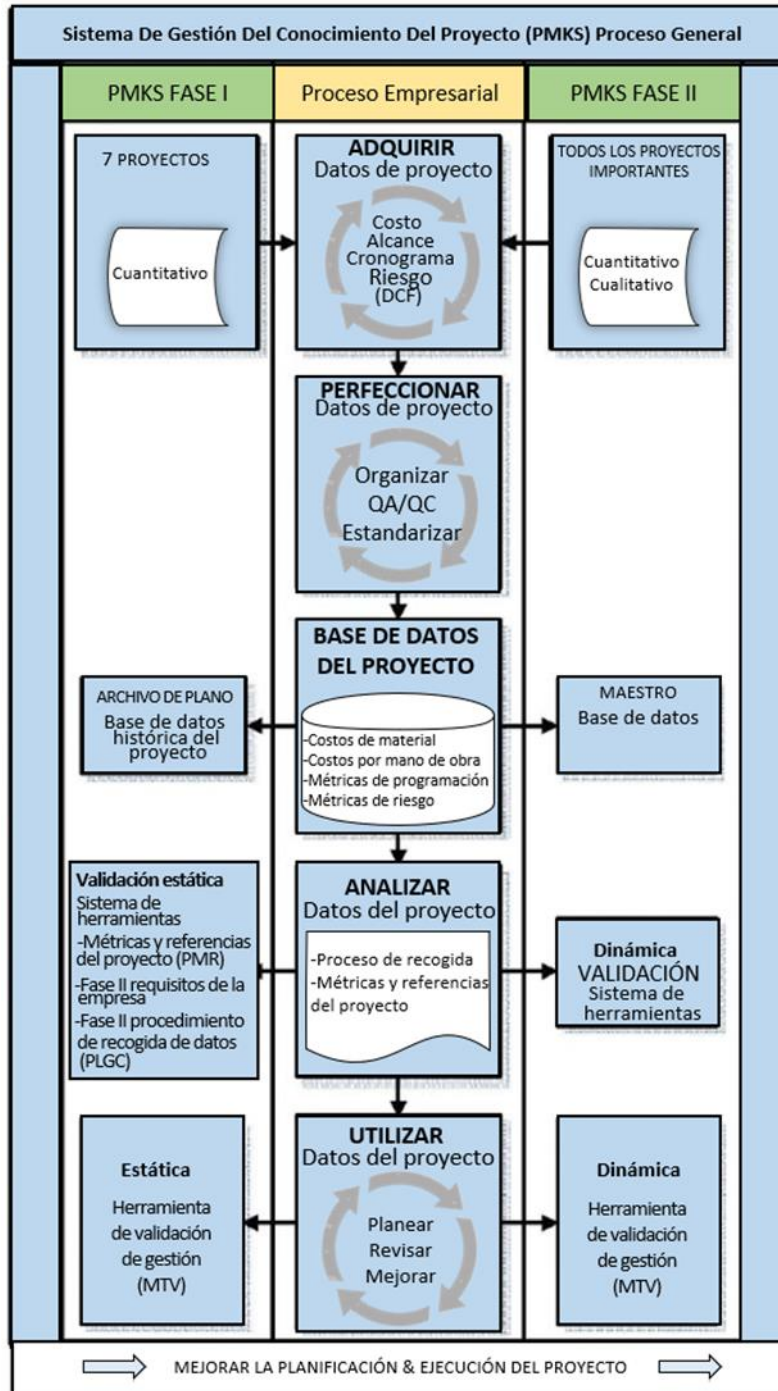 Sistema De Gestión Del Conocimiento Del Proyecto (PMKS) Proceso General
PMKS FASE I
Proceso Empresarial
PMKS FASE II
7 PROYECTOS
Cuantitativo
ADQUIRIR
Datos de proyecto
Costo
Alcance
Cronograma
Riesgo
(DCF)
TODOS LOS PROYECTOS
IMPORTANTES
Cuantitativo
Cualitativo
PERFECCIONAR
Datos de proyecto
Organizar
QA/QC
Estandarizar
BASE DE DATOS
DEL PROYECTO
-Costos de material
-Costos por mano de obra
-Métricas de programación
-Métricas de riesgo
ARCHIVO DE PLANO
Base de datos
histórica del
proyecto
MAESTRO
Base de datos
Validación estática
Sistema de
herramientas
-Métricas y referencias
del proyecto (PMR)
-Fase II requisitos de la
empresa
-Fase II procedimiento
de recogida de datos
(PLGC)
ANALIZAR
Datos del proyecto
-Proceso de recogida
-Métricas y referencias
del proyecto
Dinámica
VALIDACIÓN
Sistema de
herramientas
Estática
Herramienta
de validación
de gestión
(MTV)
UTILIZAR
Datos del proyecto
Planear
Revisar
Mejorar
Dinámica
Herramienta
de validación
de gestión
(MTV)
MEJORAR LA PLANIFICACIÓN & EJECUCIÓN DEL PROYECTO